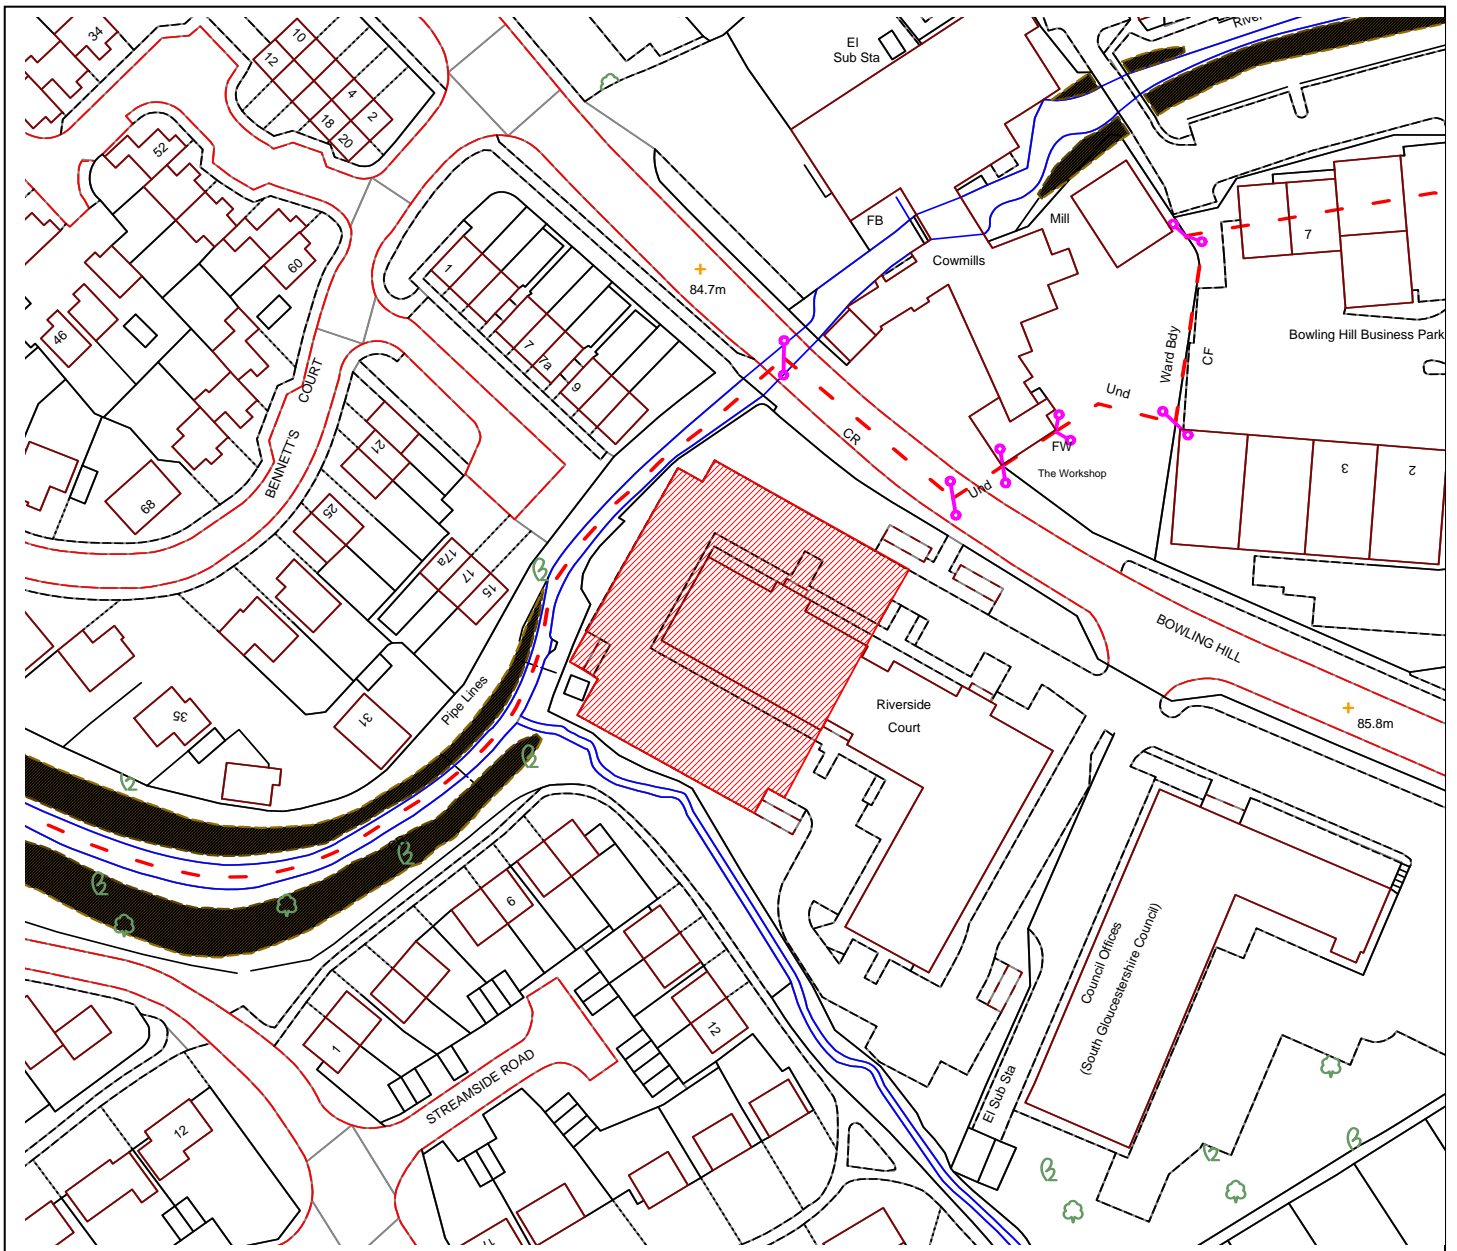 34
10
12
4
2
18
20
52
El
Sub Sta
River
FB
Mill
Cowmills
84.7m
60
46
1
7
7a
9
7
Bowling Hill Business Park
Ward Bdy
CF
Und
COURT
BENNETT'S
21
25
68
CR
FW
The Workshop
Und
3
2
17a
17
15
BOWLING HILL
35
31
Pipe Lines
Riverside
Court
85.8m
6
1
12
STREAMSIDE ROAD
12
17
El Sub Sta
Council Offices
(South Gloucestershire Council)